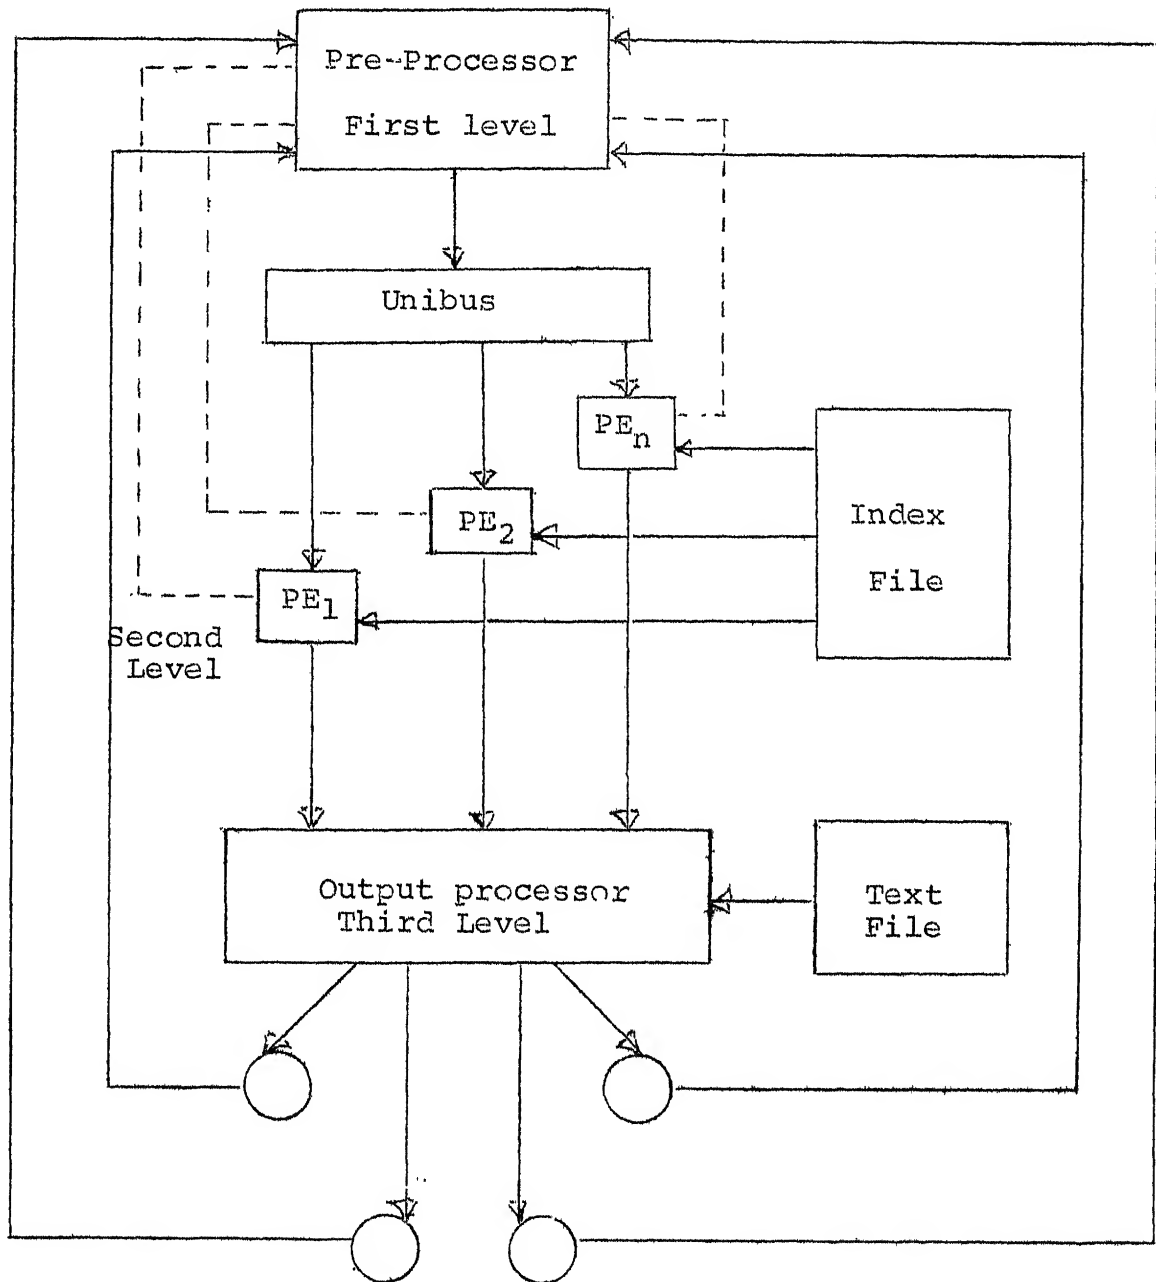 Pre-Processor
First level
Unibus
PEn
Index
File
PE2
PE1
Second
Level
Output processor
Third Level
Text
File